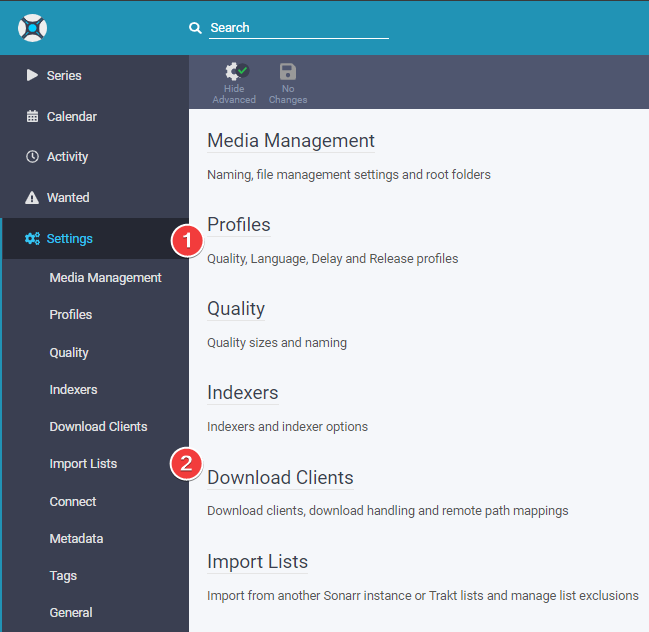 Search
Series
Calendar
Activity
Wanted
Settings
1
Media Management
Profiles
Quality
Indexers
Download Clients
Import Lists
2
Connect
Metadata
Tags
General
Hide
Advanced
No
Changes
Media Management
Naming, file management settings and root folders
Profiles
Quality, Language, Delay and Release profiles
Quality
Quality sizes and naming
Indexers
Indexers and indexer options
Download Clients
Download clients, download handling and remote path mappings
Import Lists
Import from another Sonarr instance or Trakt lists and manage list exclusions